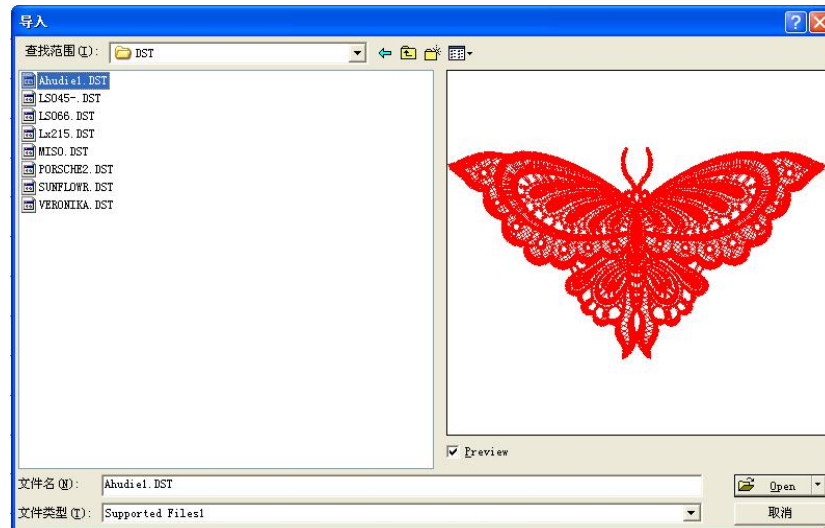 导入
查找范围(I): DST
Ahudie1.DST
LS045-.DST
LS066.DST
Lx215.DST
MISO.DST
PORSCHE2.DST
SUNFLOWR.DST
VERONIKA.DST
Preview
文件名(N): Ahudie1.DST
Open
文件类型(T): Supported Files1
取消